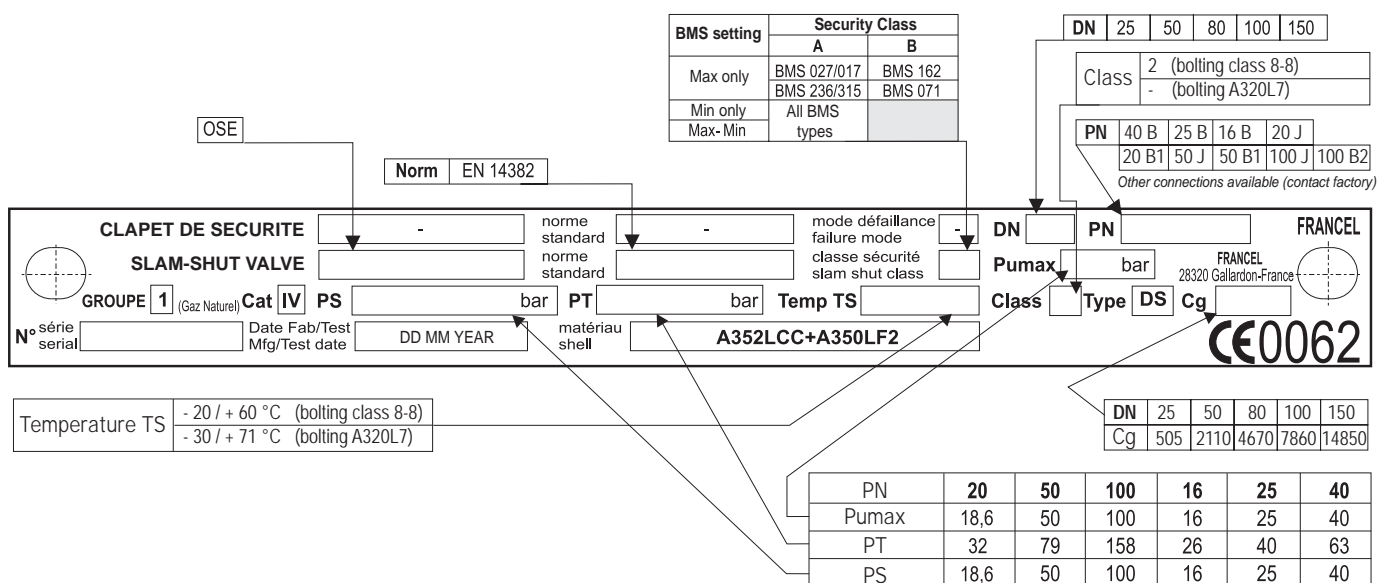 BMS setting Security Class
A B
Max only BMS 027/017 BMS 162
BMS 236/315 BMS 071
Min only All BMS
Max- Min types
DN 25 50 80 100 150
Class 2 (bolting class 8-8)
- (bolting A320L7)
PN 40 B 25 B 16 B 20 J
20 B1 50 J 50 B1 100 J 100 B2
Other connections available (contact factory)
OSE
Norm EN 14382
CLAPET DE SECURITE - norme standard - mode défaillance failure mode - DN PN FRANCEL
SLAM-SHUT VALVE norme standard classe sécurité slam shut class Pumax bar FRANCEL
28320 Gallardon-France
GROUPE 1 (Gaz Naturel) Cat IV PS bar PT bar Temp TS Class Type DS Cg
N° série serial Date Fab/Test Mfg/Test date DD MM YEAR matériau shell A352LCC+A350LF2 CE0062
Temperature TS - 20 / + 60 °C (bolting class 8-8)
- 30 / + 71 °C (bolting A320L7)
DN 25 50 80 100 150
Cg 505 2110 4670 7860 14850
PN 20 50 100 16 25 40
Pumax 18,6 50 100 16 25 40
PT 32 79 158 26 40 63
PS 18,6 50 100 16 25 40